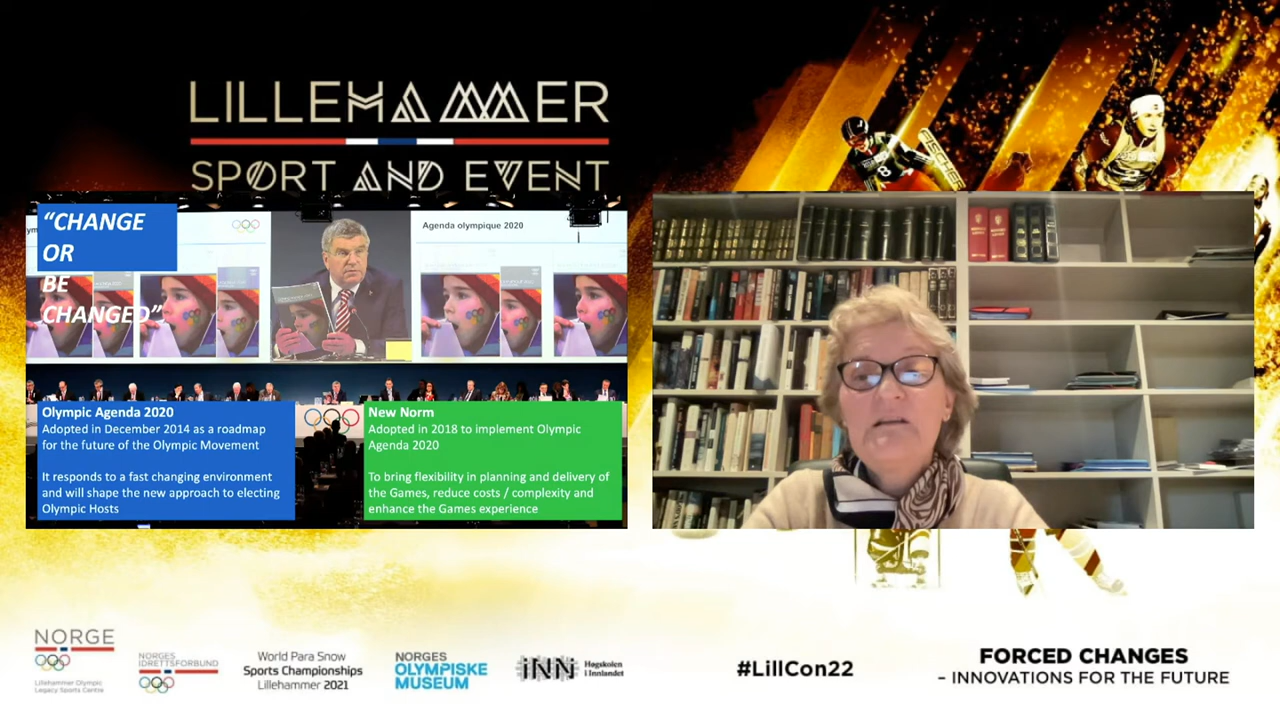 LILLEHAMMER
SPORT AND EVENT
FISCHER
8
"CHANGE
OR
BE
CHANGED"
Agenda olympique 2020
Olympic Agenda 2020
Adopted in December 2014 as a roadmap
for the future of the Olympic Movement
It responds to a fast changing environment
and will shape the new approach to electing
Olympic Hosts
New Norm
Adopted in 2018 to implement Olympic
Agenda 2020
To bring flexibility in planning and delivery of
the Games, reduce costs / complexity and
enhance the Games experience
NORGE
Lillehammer Olympic
Legacy Sports Centre
NORGES
IDRETTSFORBUND
World Para Snow
Sports Championships
Lillehammer 2021
NORGES
OLYMPISKE
MUSEUM
INN
Høgskolen
i Innlandet
#LillCon22
FORCED CHANGES
– INNOVATIONS FOR THE FUTURE